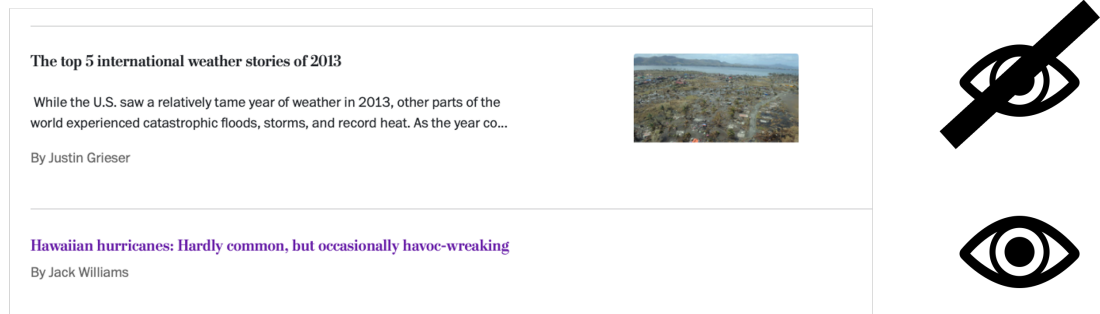 The top 5 international weather stories of 2013
While the U.S. saw a relatively tame year of weather in 2013, other parts of the
world experienced catastrophic floods, storms, and record heat. As the year co...
By Justin Grieser
Hawaiian hurricanes: Hardly common, but occasionally havoc-wreaking
By Jack Williams